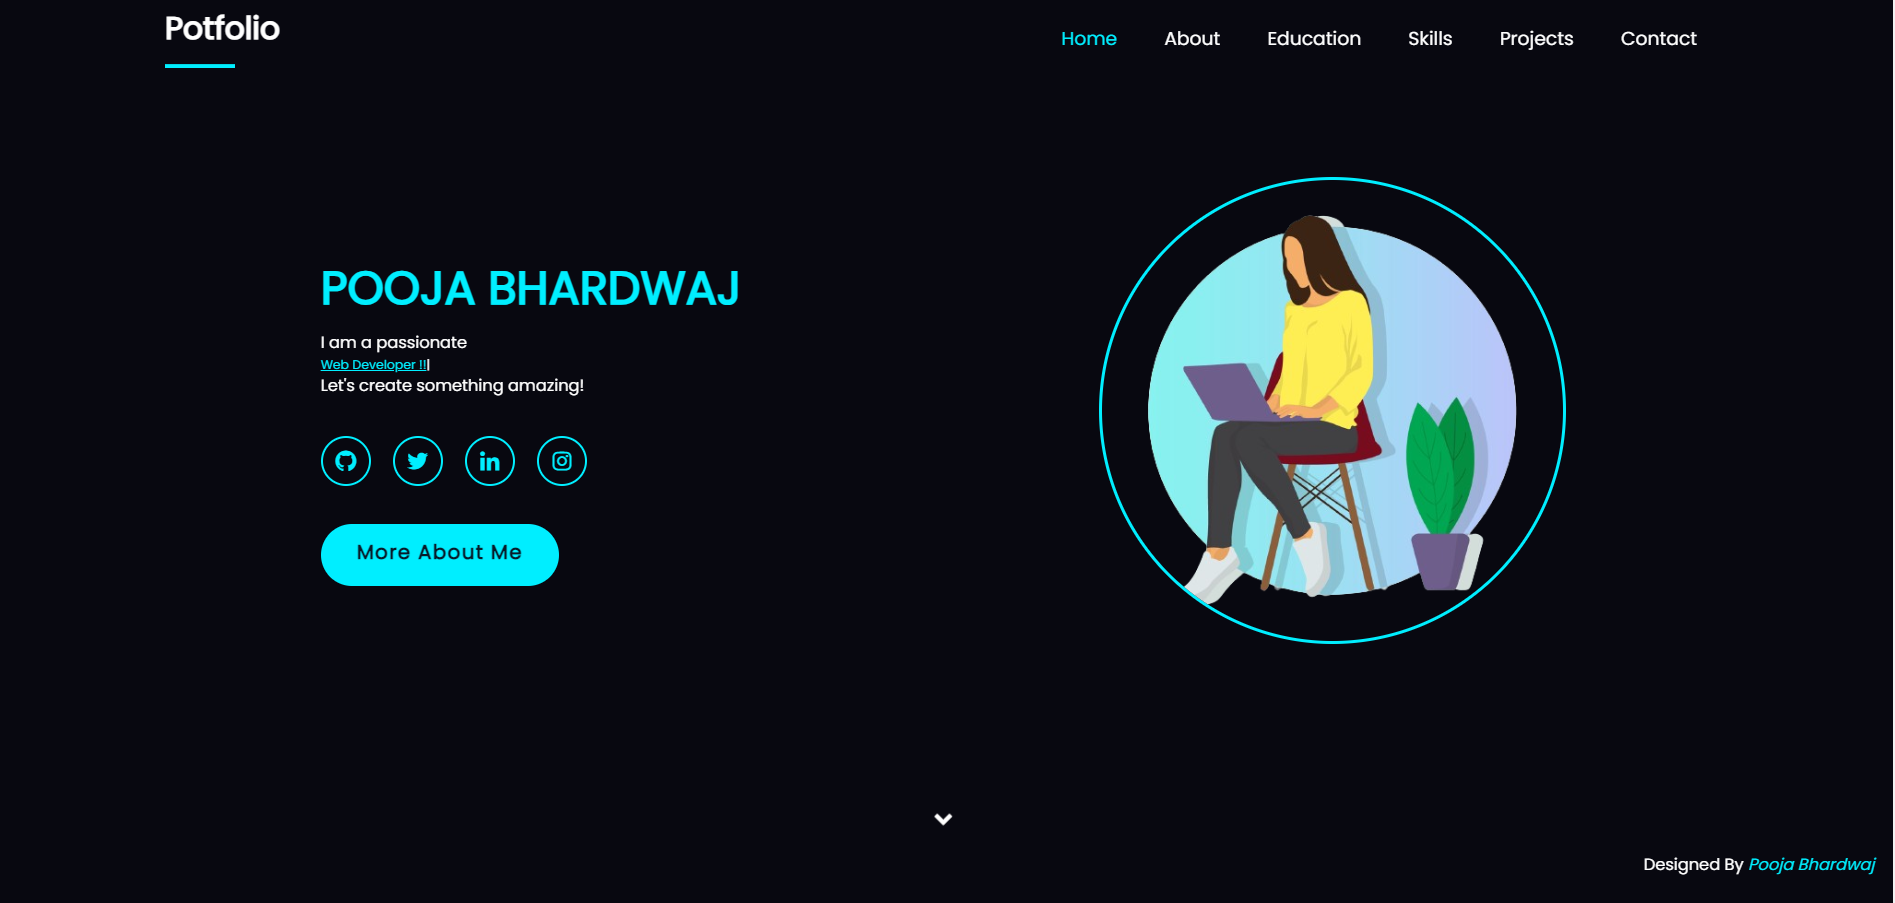 Potfolio
Home About Education Skills Projects Contact
POOJA BHARDWAJ
I am a passionate
Web Developer !!|
Let's create something amazing!
in
More About Me
Designed By Pooja Bhardwaj